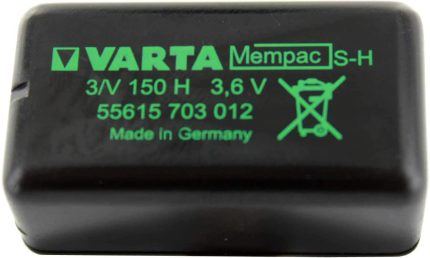 VARTA Mempac S-H
3/V 150 H 3,6 V
55615 703 012
Made in Germany